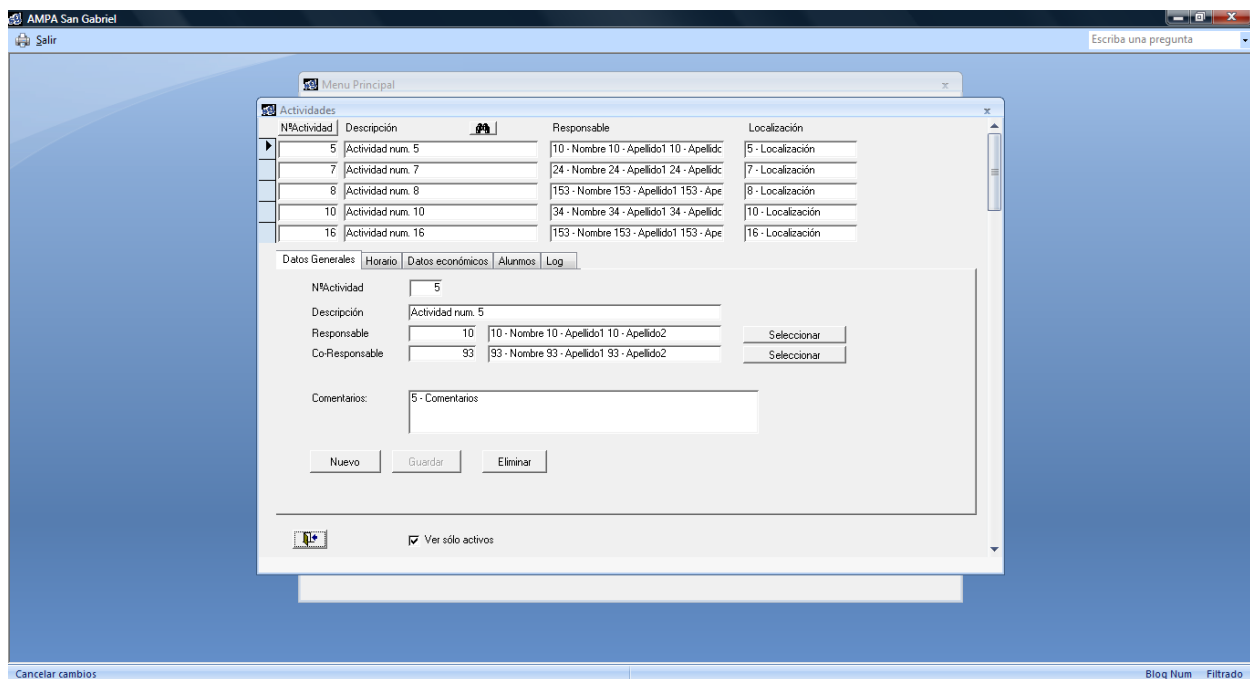 AMPA San Gabriel
Salir
Escriba una pregunta
Menu Principal
Actividades
NºActividad Descripción Responsable Localización
5 Actividad num. 5 10 - Nombre 10 - Apellido1 10 - Apellido 5 - Localización
7 Actividad num. 7 24 - Nombre 24 - Apellido1 24 - Apellido 7 - Localización
8 Actividad num. 8 153 - Nombre 153 - Apellido1 153 - Ape 8 - Localización
10 Actividad num. 10 34 - Nombre 34 - Apellido1 34 - Apellido 10 - Localización
16 Actividad num. 16 153 - Nombre 153 - Apellido1 153 - Ape 16 - Localización
Datos Generales Horario Datos económicos Alunmos Log
NºActividad 5
Descripción Actividad num. 5
Responsable 10 10 - Nombre 10 - Apellido1 10 - Apellido2 Seleccionar
Co-Responsable 93 93 - Nombre 93 - Apellido1 93 - Apellido2 Seleccionar
Comentarios: 5 - Comentarios
Nuevo Guardar Eliminar
Ver sólo activos
Cancelar cambios Bloq Num Filtrado